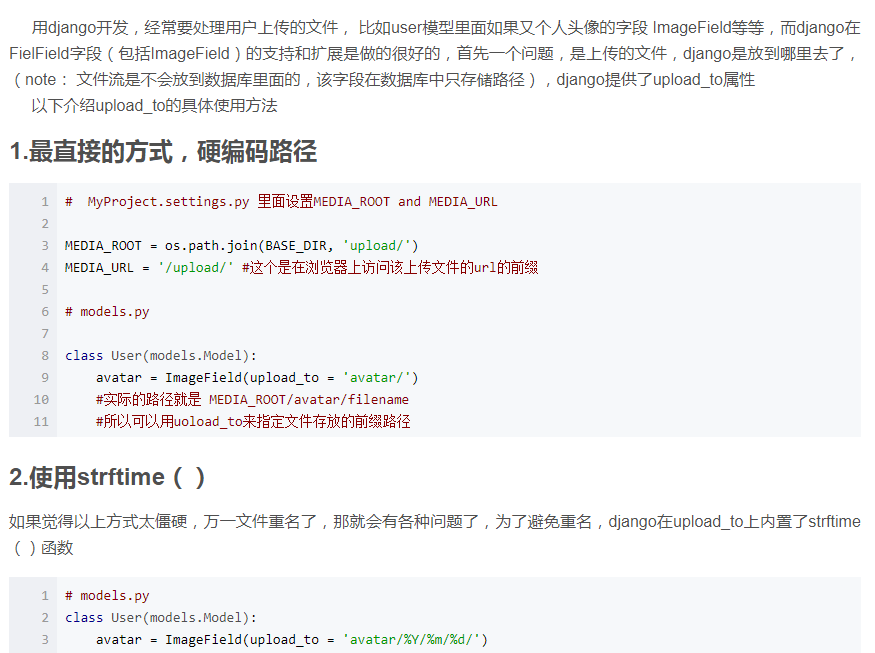 用django开发，经常要处理用户上传的文件， 比如user模型里面如果又个人头像的字段 ImageField等等，而django在
FielField字段（包括ImageField）的支持和扩展是做的很好的，首先一个问题，是上传的文件，django是放到哪里去了，
（note： 文件流是不会放到数据库里面的，该字段在数据库中只存储路径），django提供了upload_to属性
以下介绍upload_to的具体使用方法
1.最直接的方式，硬编码路径
1 #  MyProject.settings.py 里面设置MEDIA_ROOT and MEDIA_URL
2
3 MEDIA_ROOT = os.path.join(BASE_DIR, 'upload/')
4 MEDIA_URL = '/upload/' #这个是在浏览器上访问该上传文件的url的前缀
5
6 # models.py
7
8 class User(models.Model):
9     avatar = ImageField(upload_to = 'avatar/')
10     #实际的路径就是 MEDIA_ROOT/avatar/filename
11     #所以可以用uoload_to来指定文件存放的前缀路径
2.使用strftime（ ）
如果觉得以上方式太僵硬，万一文件重名了，那就会有各种问题了，为了避免重名，django在upload_to上内置了strftime
（ ）函数
1 # models.py
2 class User(models.Model):
3     avatar = ImageField(upload_to = 'avatar/%Y/%m/%d/')